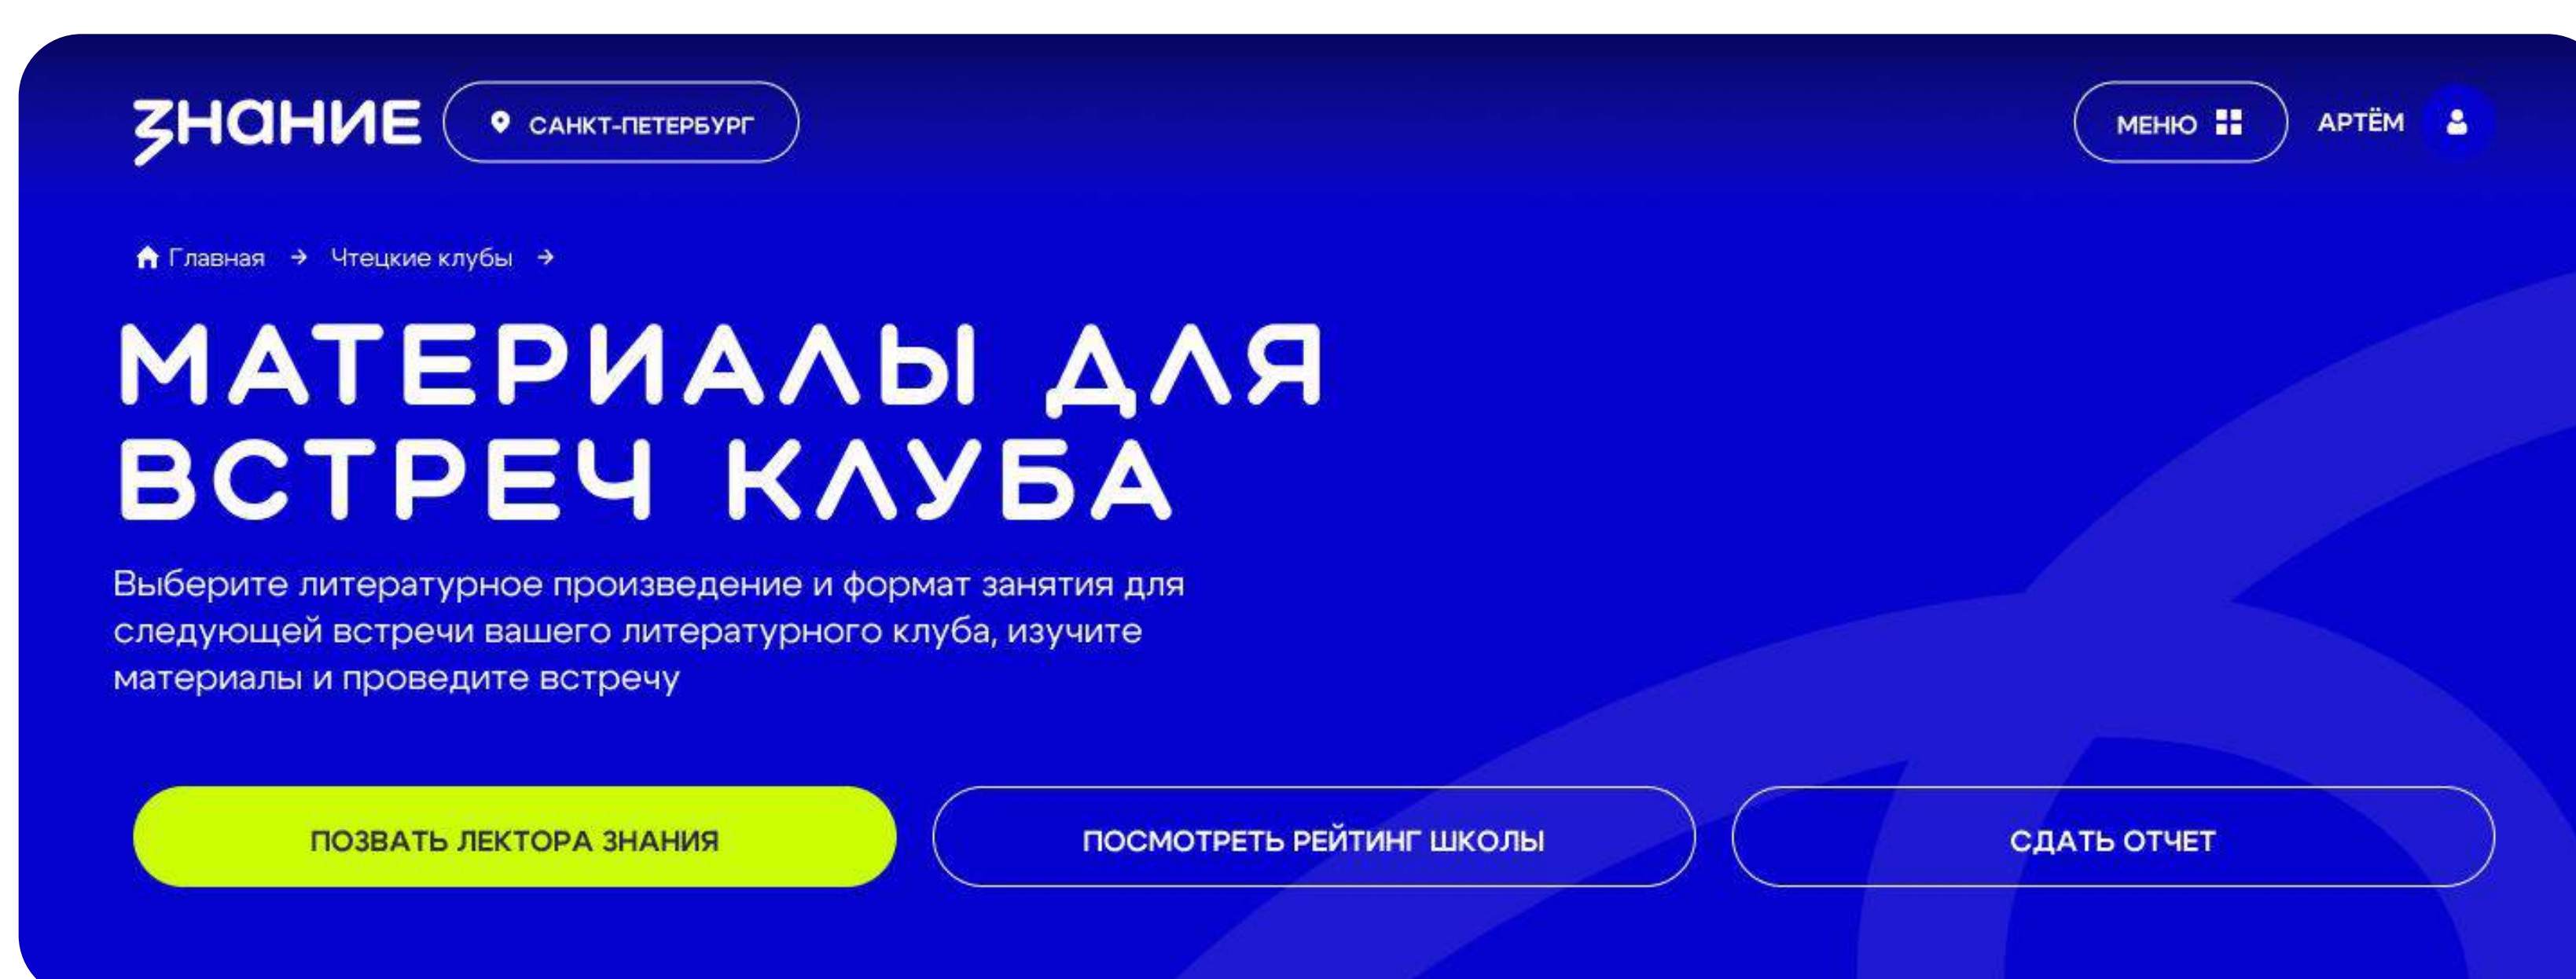 ЗНАНИЕ
САНКТ-ПЕТЕРБУРГ
МЕНЮ
АРТЁМ
Главная → Чтецкие клубы →
МАТЕРИАЛЫ ДЛЯ
ВСТРЕЧ КЛУБА
Выберите литературное произведение и формат занятия для
следующей встречи вашего литературного клуба, изучите
материалы и проведите встречу
ПОЗВАТЬ ЛЕКТОРА ЗНАНИЯ
ПОСМОТРЕТЬ РЕЙТИНГ ШКОЛЫ
СДАТЬ ОТЧЕТ